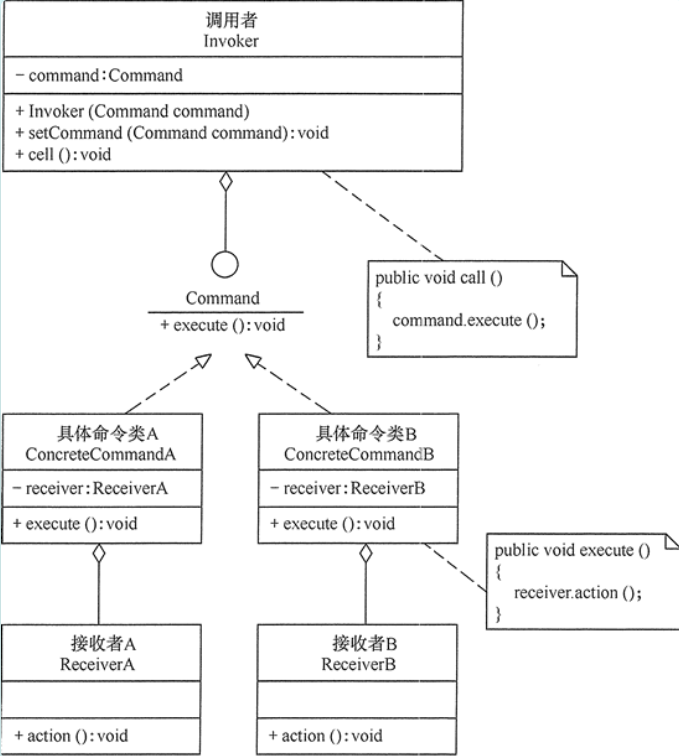 调用者
Invoker
- command:Command
+ Invoker (Command command)
+ setCommand (Command command):void
+ cell ():void
Command
+ execute ():void
public void call ()
{
command.execute ();
}
具体命令类A
ConcreteCommandA
- receiver:ReceiverA
+ execute ():void
具体命令类B
ConcreteCommandB
- receiver:ReceiverB
+ execute ():void
public void execute ()
{
receiver.action ();
}
接收者A
ReceiverA
+ action ():void
接收者B
ReceiverB
+ action ():void